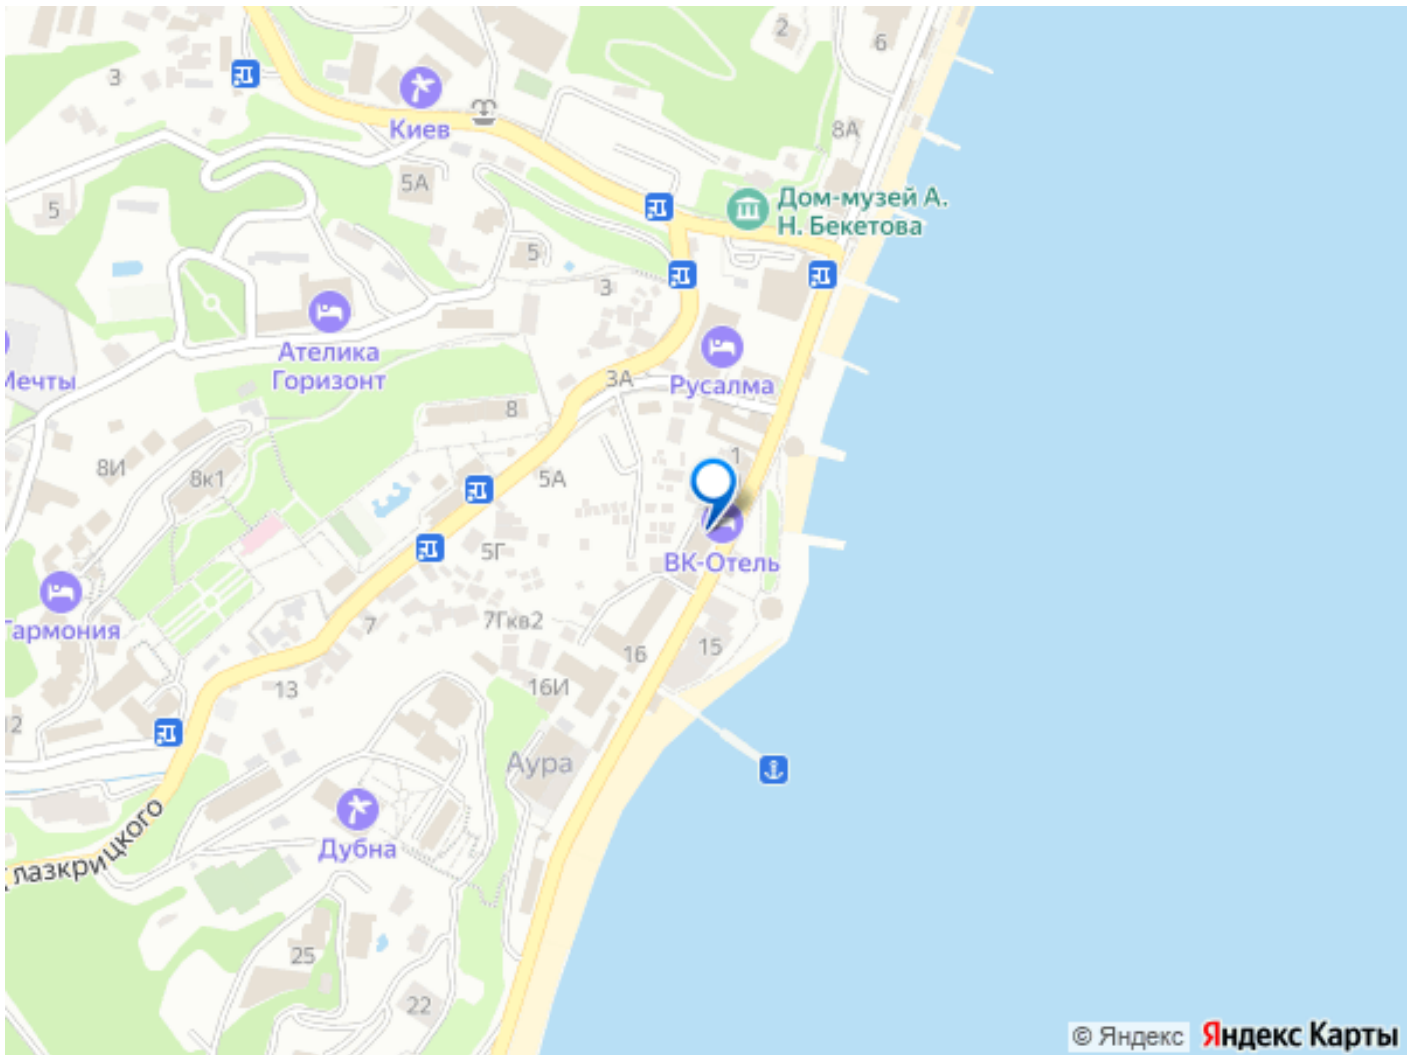 2
6
3
Киев
8А
5А
Дом-музей А.
Н. Бекетова
5
5
3
Ателика
Горизонт
Мечты
Русалма
3А
8
1
8И
8к1
5А
5Г
ВК-Отель
Гармония
7
7Гкв2
16
15
13
16И
12
Аура
Глазкрицкого
Дубна
25
22
© Яндекс
Яндекс Карты